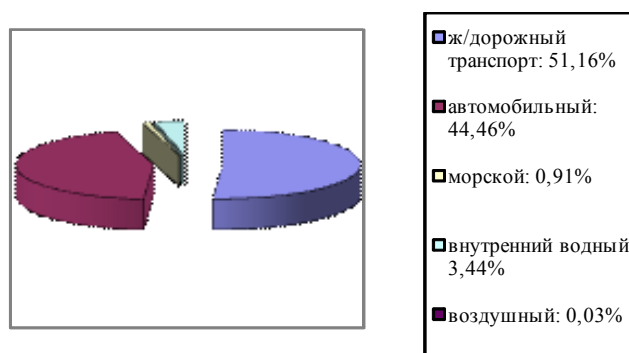 ж/дорожный
транспорт: 51,16%
автомобильный:
44,46%
морской: 0,91%
внутренний водный
3,44%
воздушный: 0,03%